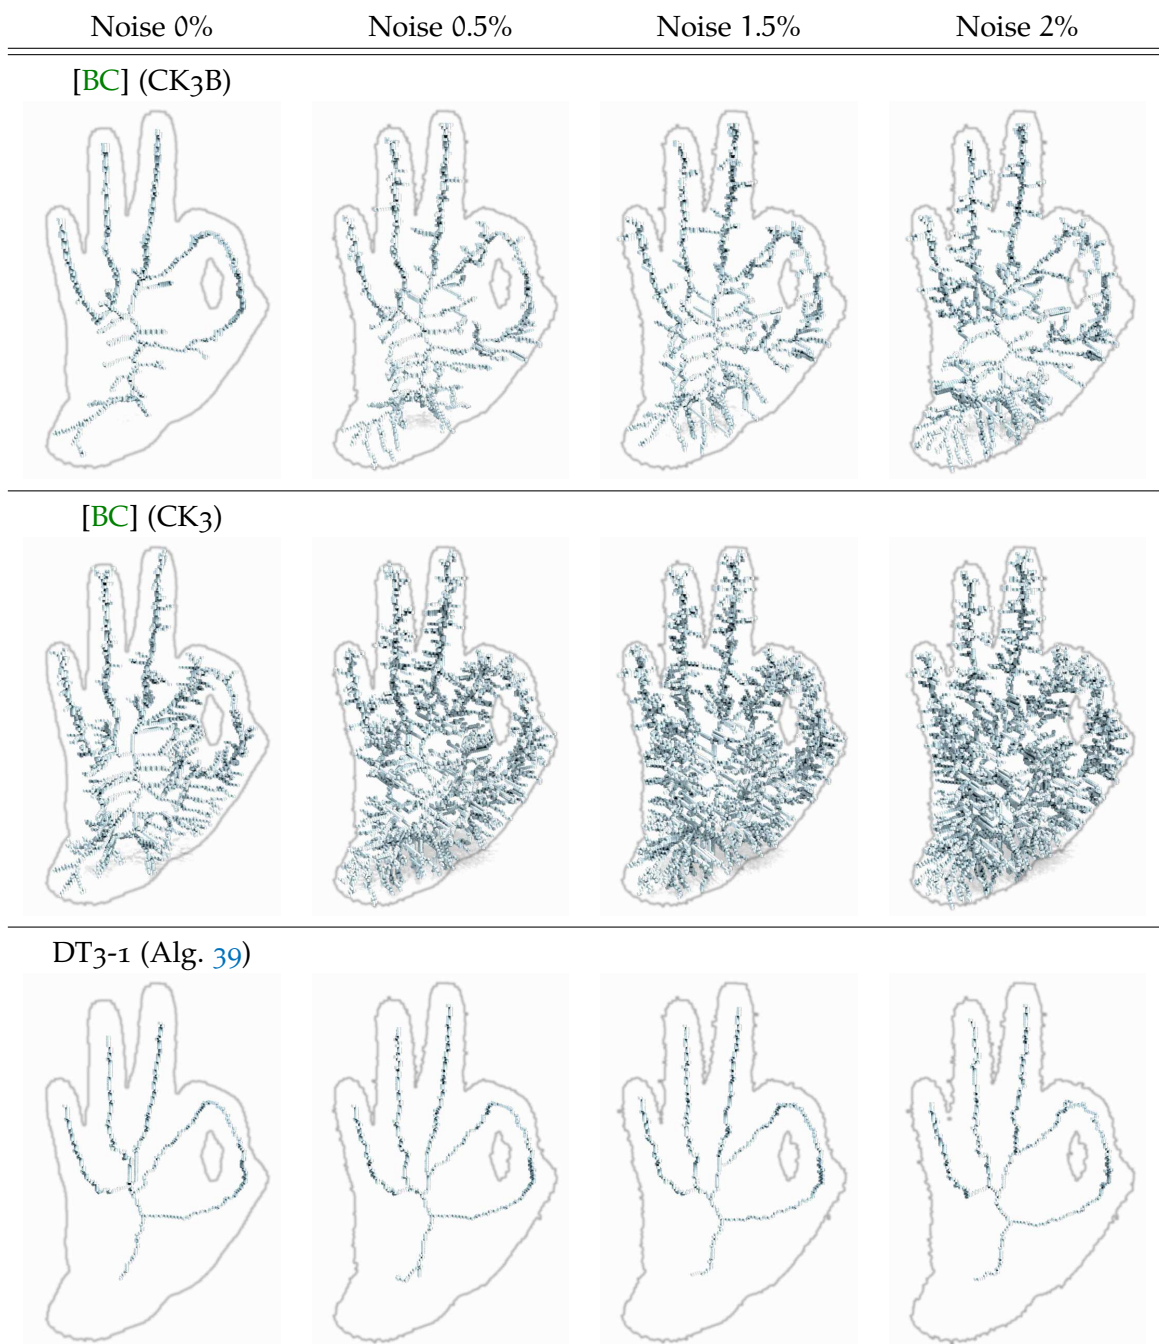 Noise 0% Noise 0.5% Noise 1.5% Noise 2%
[BC] (CK3B)
[BC] (CK3)
DT3-1 (Alg. 39)